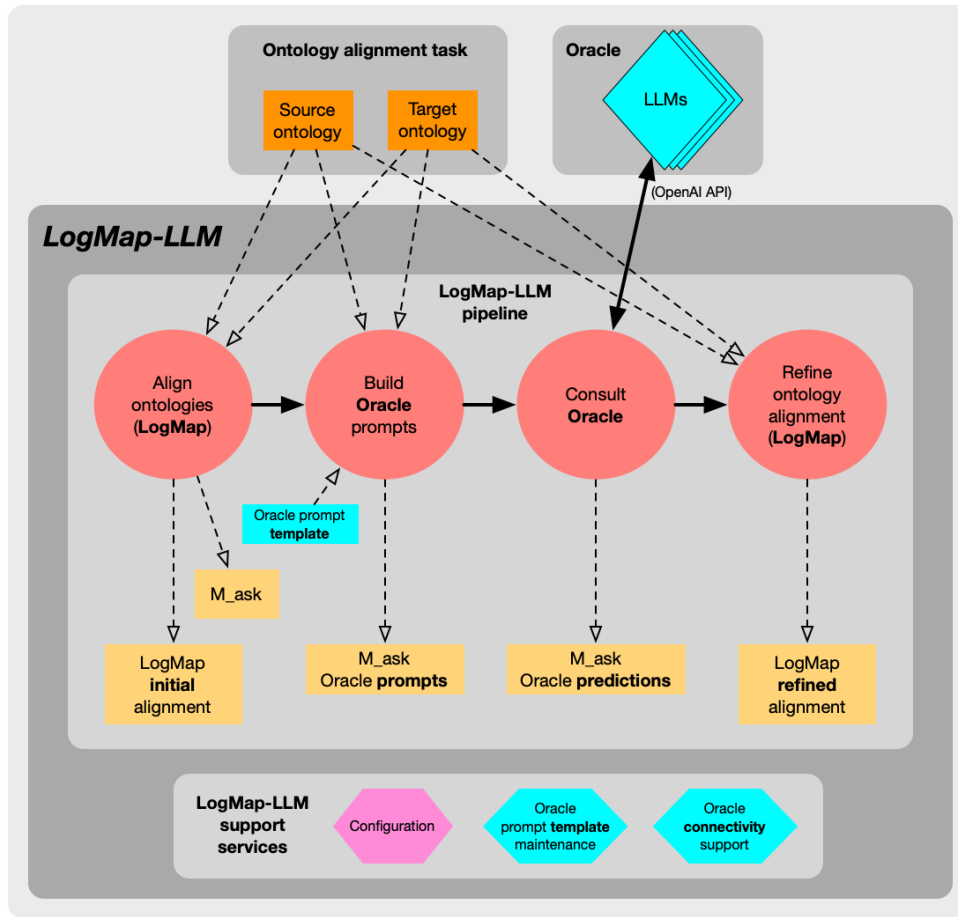 Ontology alignment task
Source
ontology
Target
ontology
Oracle
LLMs
(OpenAI API)
LogMap-LLM
LogMap-LLM
pipeline
Align
ontologies
(LogMap)
Build
Oracle
prompts
Consult
Oracle
Refine
ontology
alignment
(LogMap)
Oracle prompt
template
M_ask
LogMap
initial
alignment
M_ask
Oracle prompts
M_ask
Oracle predictions
LogMap
refined
alignment
LogMap-LLM
support
services
Configuration
Oracle
prompt template
maintenance
Oracle
connectivity
support